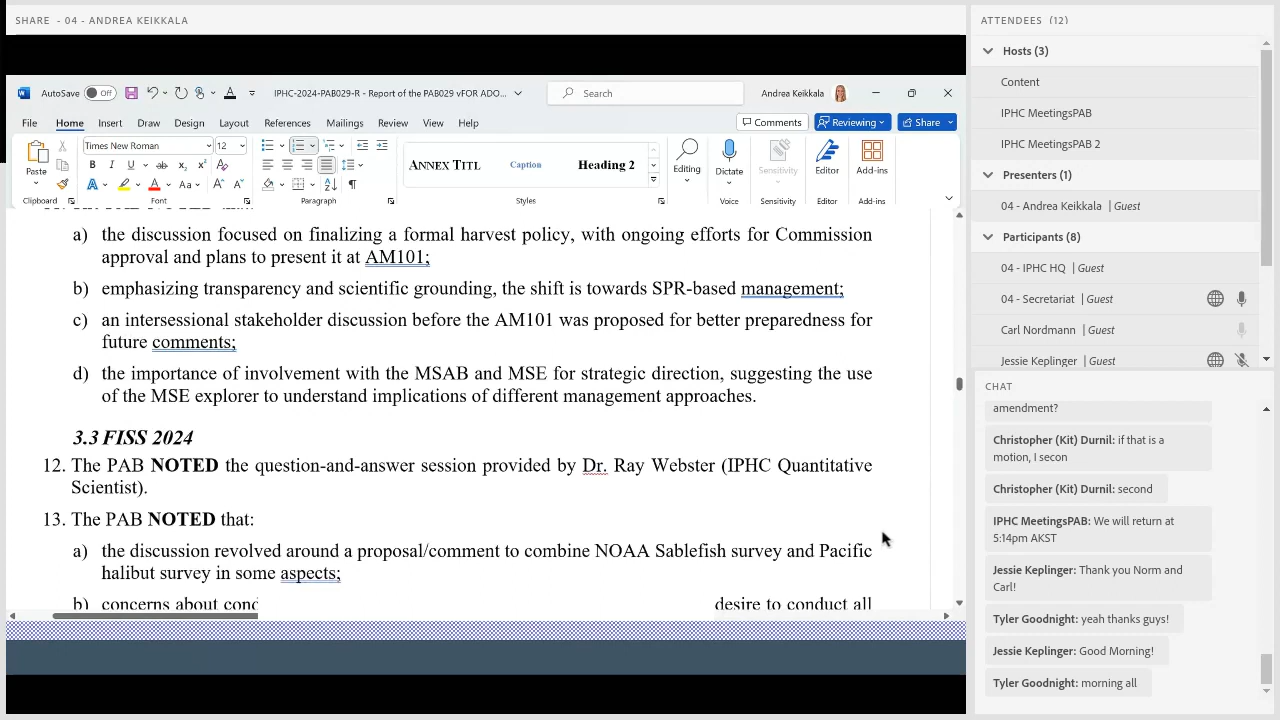 SHARE - 04 - ANDREA KEIKKALA
AutoSave Off
IPHC-2024-PAB029-R - Report of the PAB029 vFOR ADO...
Search
Andrea Keikkala
File Home Insert Draw Design Layout References Mailings Review View Help
Comments
Reviewing
Share
Paste
Times New Roman 12
ANNEX TITL
Caption
Heading 2
Editing
Dictate
Sensitivity
Editor
Add-ins
Clipboard
Font
Paragraph
Styles
Voice
Sensitivity
Editor
Add-ins
a) the discussion focused on finalizing a formal harvest policy, with ongoing efforts for Commission
approval and plans to present it at AM101;
b) emphasizing transparency and scientific grounding, the shift is towards SPR-based management;
c) an intersessional stakeholder discussion before the AM101 was proposed for better preparedness for
future comments;
d) the importance of involvement with the MSAB and MSE for strategic direction, suggesting the use
of the MSE explorer to understand implications of different management approaches.
3.3 FISS 2024
12. The PAB NOTED the question-and-answer session provided by Dr. Ray Webster (IPHC Quantitative
Scientist).
13. The PAB NOTED that:
a) the discussion revolved around a proposal/comment to combine NOAA Sablefish survey and Pacific
halibut survey in some aspects;
b) concerns about cond desire to conduct all
ATTENDEES (12)
Hosts (3)
Content
IPHC MeetingsPAB
IPHC MeetingsPAB 2
Presenters (1)
04 - Andrea Keikkala | Guest
Participants (8)
04 - IPHC HQ | Guest
04 - Secretariat | Guest
Carl Nordmann | Guest
Jessie Keplinger | Guest
CHAT
amendment?
Christopher (Kit) Durnil: if that is a
motion, I secon
Christopher (Kit) Durnil: second
IPHC MeetingsPAB: We will return at
5:14pm AKST
Jessie Keplinger: Thank you Norm and
Carl!
Tyler Goodnight: yeah thanks guys!
Jessie Keplinger: Good Morning!
Tyler Goodnight: morning all